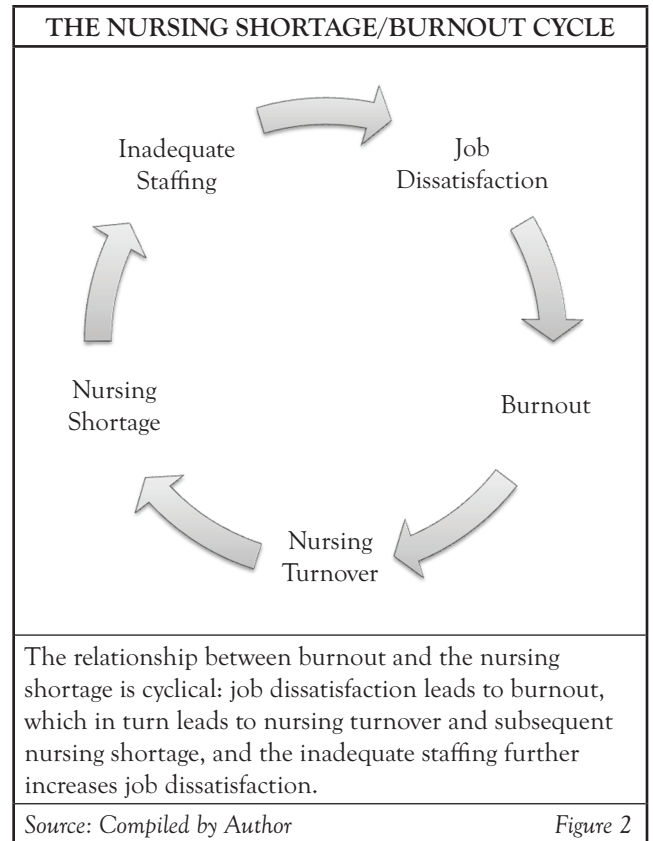 THE NURSING SHORTAGE/BURNOUT CYCLE
Inadequate
Staffing
Job
Dissatisfaction
Burnout
Nursing
Turnover
Nursing
Shortage
The relationship between burnout and the nursing
shortage is cyclical: job dissatisfaction leads to burnout,
which in turn leads to nursing turnover and subsequent
nursing shortage, and the inadequate staffing further
increases job dissatisfaction.
Source: Compiled by Author Figure 2